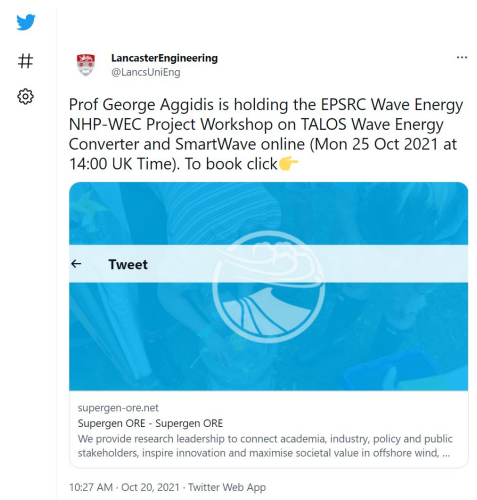 LancasterEngineering
@LancsUniEng
Prof George Aggidis is holding the EPSRC Wave Energy
NHP-WEC Project Workshop on TALOS Wave Energy
Converter and SmartWave online (Mon 25 Oct 2021 at
14:00 UK Time). To book click👉
← Tweet
supergen-ore.net
Supergen ORE - Supergen ORE
We provide research leadership to connect academia, industry, policy and public
stakeholders, inspire innovation and maximise societal value in offshore wind, ...
10:27 AM · Oct 20, 2021 · Twitter Web App